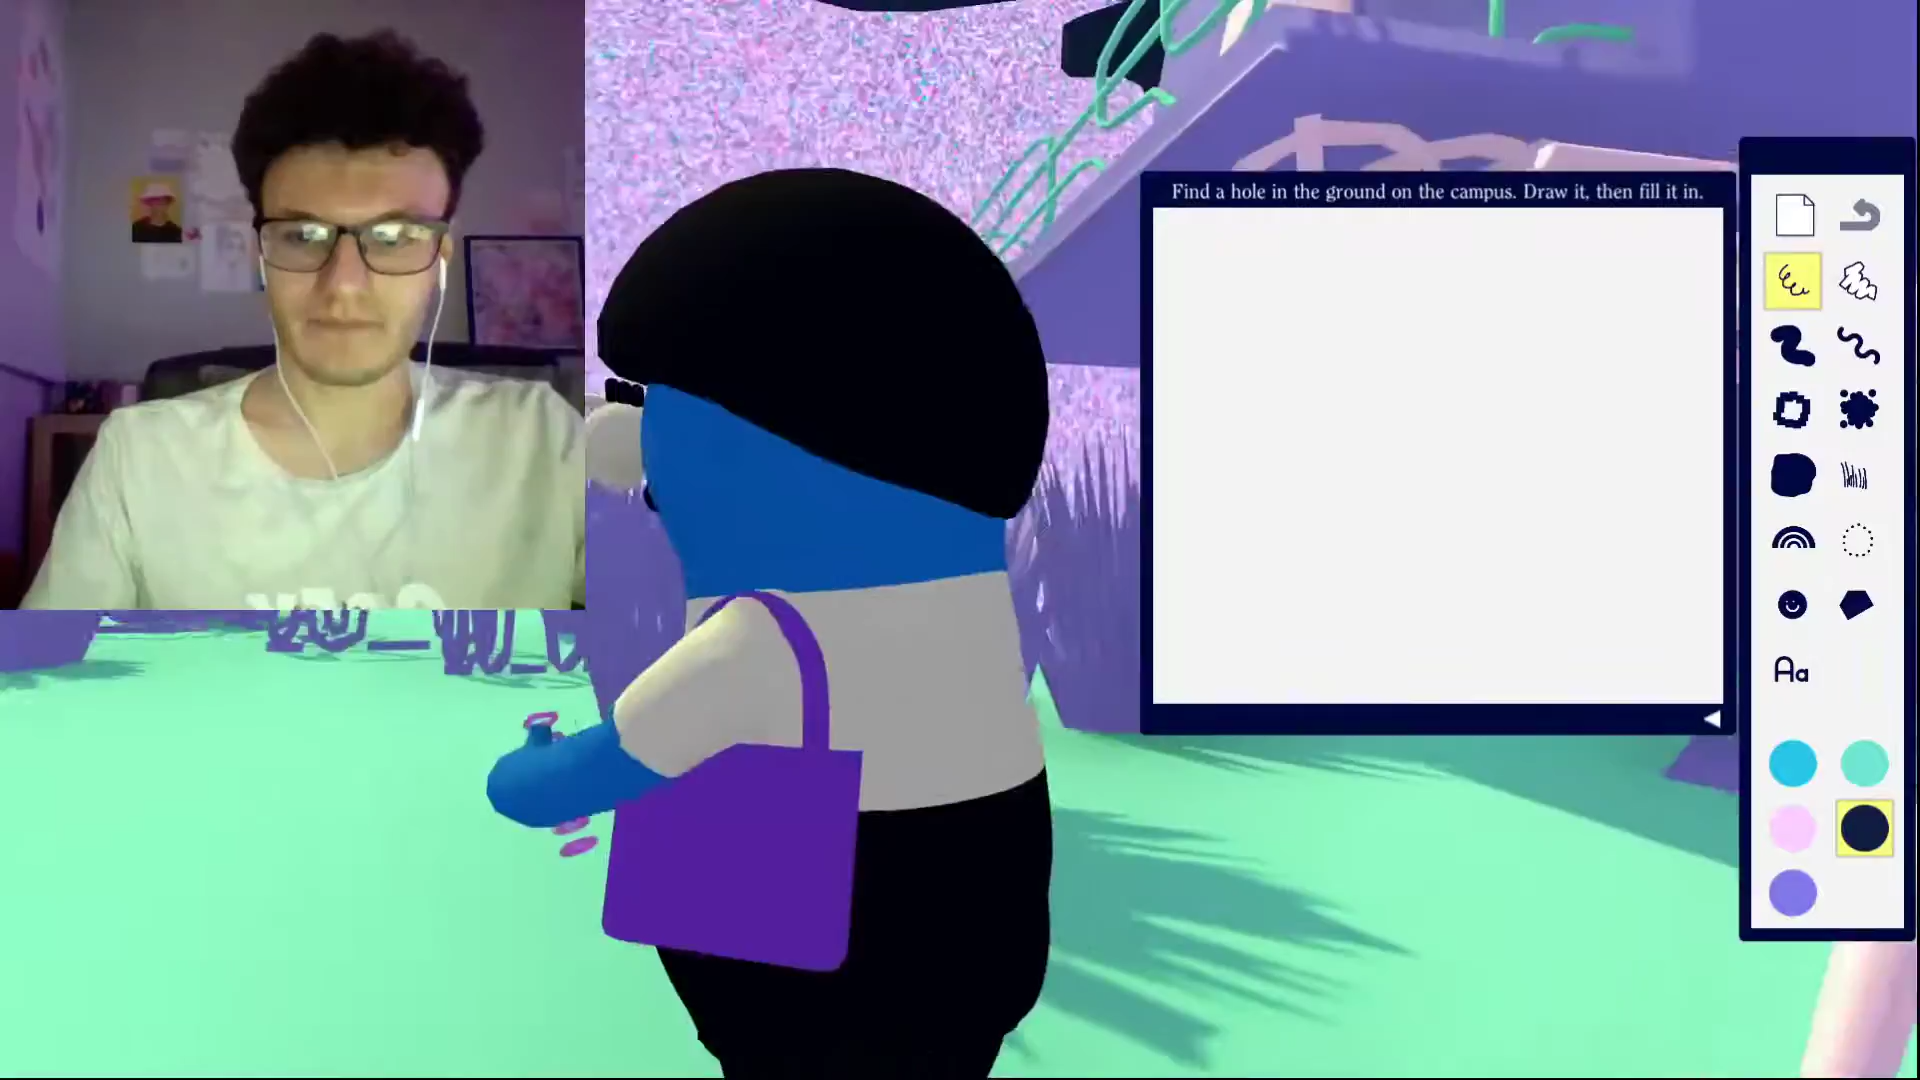 Find a hole in the ground on the campus. Draw it, then fill it in.
Aa